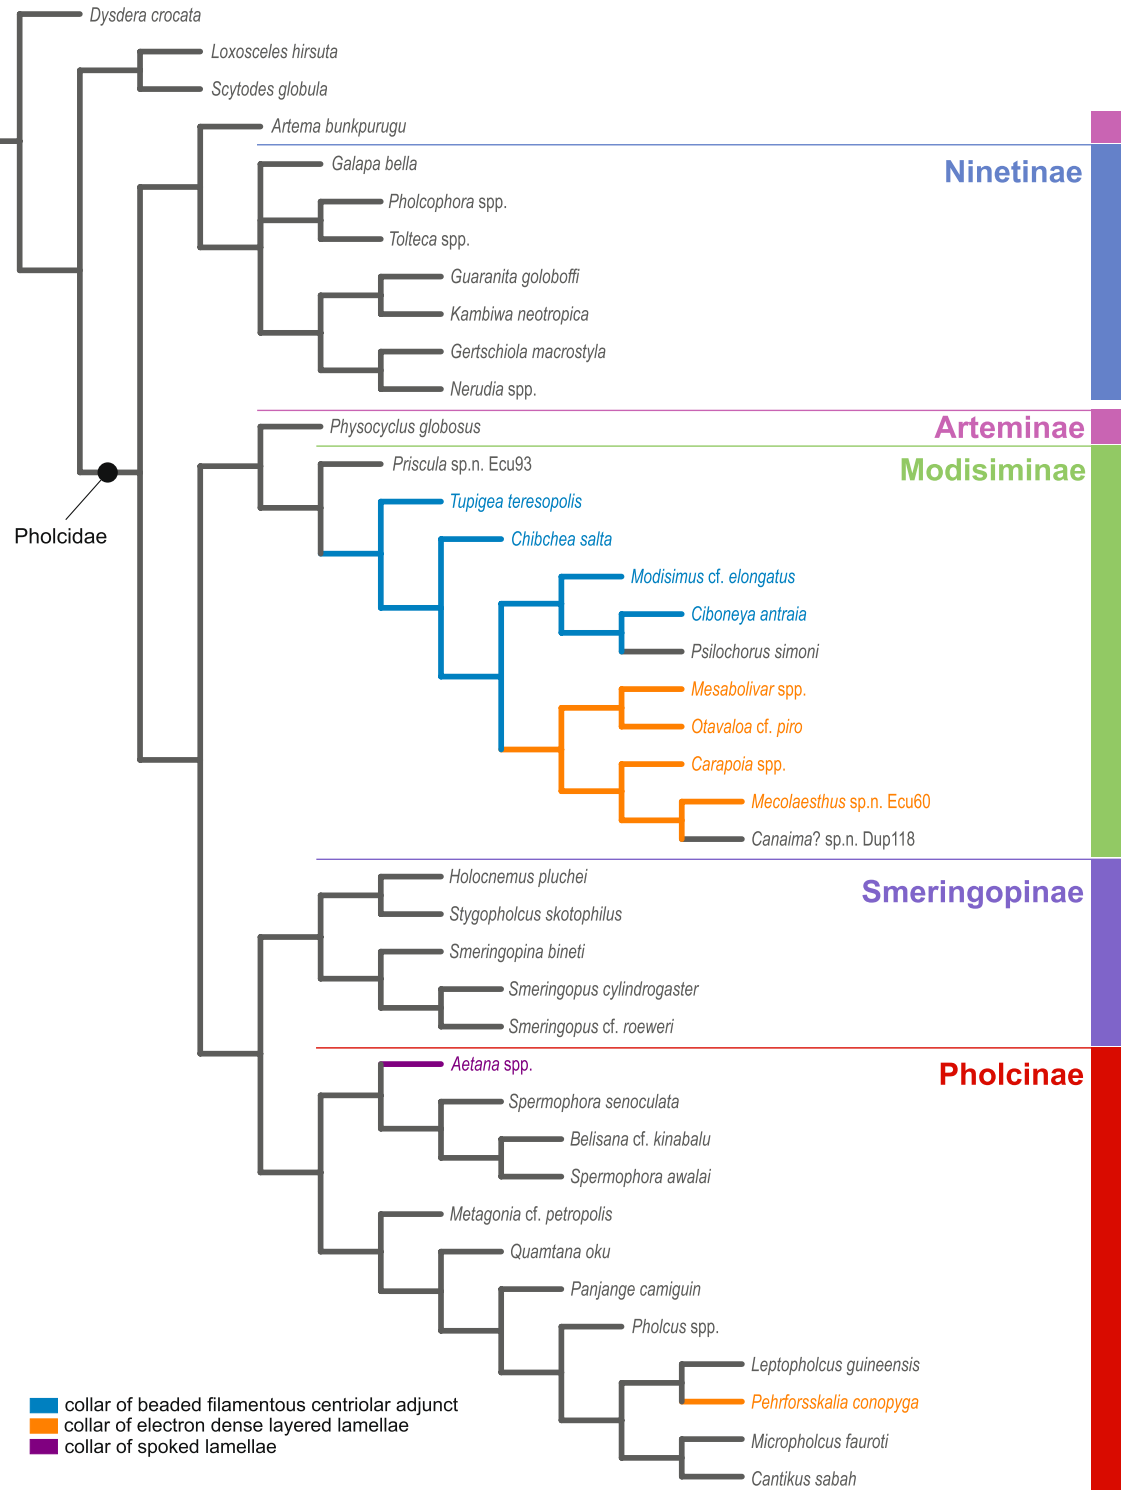 Dysdera crocata
Loxosceles hirsuta
Scytodes globula
Artema bunkpurugu
Galapa bella
Ninetinae
Pholcophora spp.
Tolteca spp.
Guaranita goloboffi
Kambiwa neotropica
Gertschiola macrostyla
Nerudia spp.
Physocyclus globosus
Arteminae
Priscula sp.n. Ecu93
Modisiminae
Tupigea teresopolis
Pholcidae
Chibchea salta
Modisimus cf. elongatus
Ciboneya antraia
Psilochorus simoni
Mesabolivar spp.
Otavaloa cf. piro
Carapoia spp.
Mecolaesthus sp.n. Ecu60
Canaima? sp.n. Dup118
Holocnemus pluchei
Smeringopinae
Stygopholcus skotophilus
Smeringopina bineti
Smeringopus cylindrogaster
Smeringopus cf. roeweri
Aetana spp.
Pholcinae
Spermophora senoculata
Belisana cf. kinabalu
Spermophora awalai
Metagonia cf. petropolis
Quamtana oku
Panjange camiguin
Pholcus spp.
Leptopholcus guineensis
Pehrforsskalia conopyga
Micropholcus fauroti
Cantikus sabah
collar of beaded filamentous centriolar adjunct
collar of electron dense layered lamellae
collar of spoked lamellae